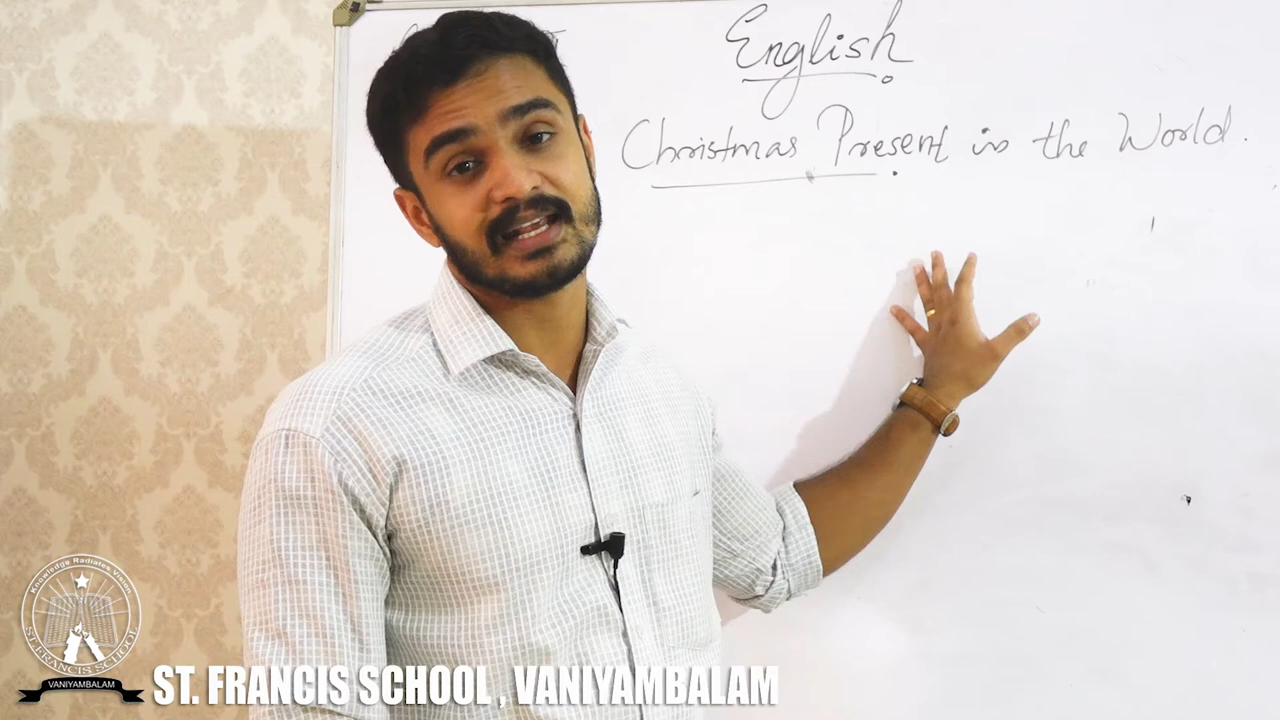 English
Christmas Present in the World.
Knowledge Radiates Vision
ST. FRANCIS SCHOOL
VANIYAMBALAM
ST. FRANCIS SCHOOL , VANIYAMBALAM